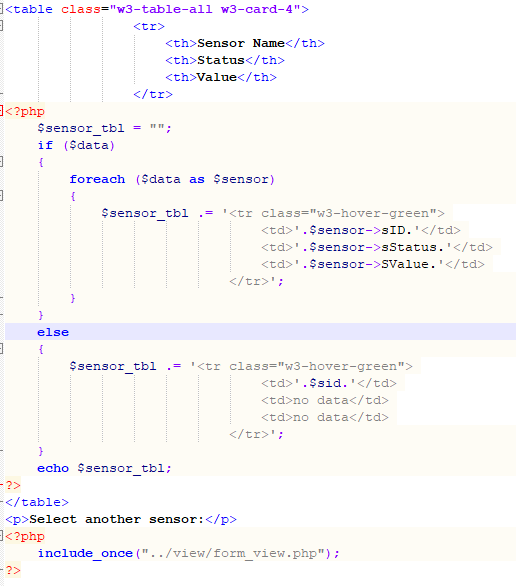 <table class="w3-table-all w3-card-4">
<tr>
<th>Sensor Name</th>
<th>Status</th>
<th>Value</th>
</tr>
<?php
$sensor_tbl = "";
if ($data)
{
foreach ($data as $sensor)
{
$sensor_tbl .= '<tr class="w3-hover-green">
<td>'.$sensor->sID.'</td>
<td>'.$sensor->sStatus.'</td>
<td>'.$sensor->SValue.'</td>
</tr>';
}
}
else
{
$sensor_tbl .= '<tr class="w3-hover-green">
<td>'.$sid.'</td>
<td>no data</td>
<td>no data</td>
</tr>';
}
echo $sensor_tbl;
?>
</table>
<p>Select another sensor:</p>
<?php
include_once("../view/form_view.php");
?>